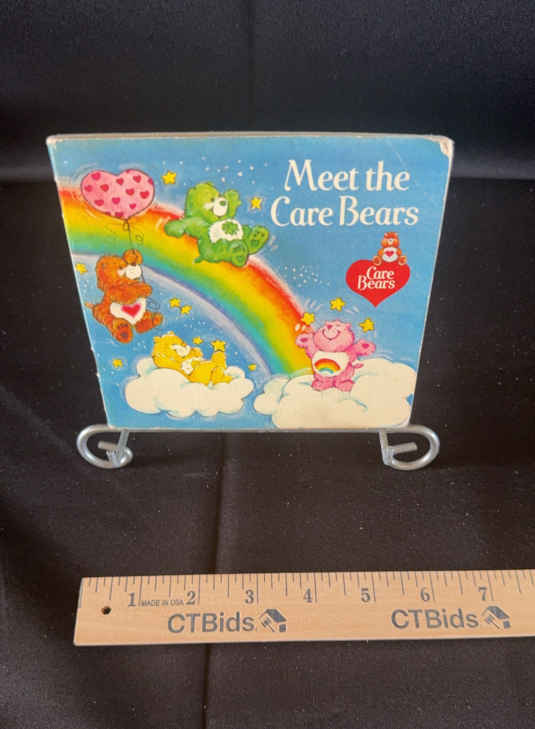 Meet the
Care Bears
Care
Bears
1 MADE IN USA 2 3 4 5 6 7
CTBids CTBids